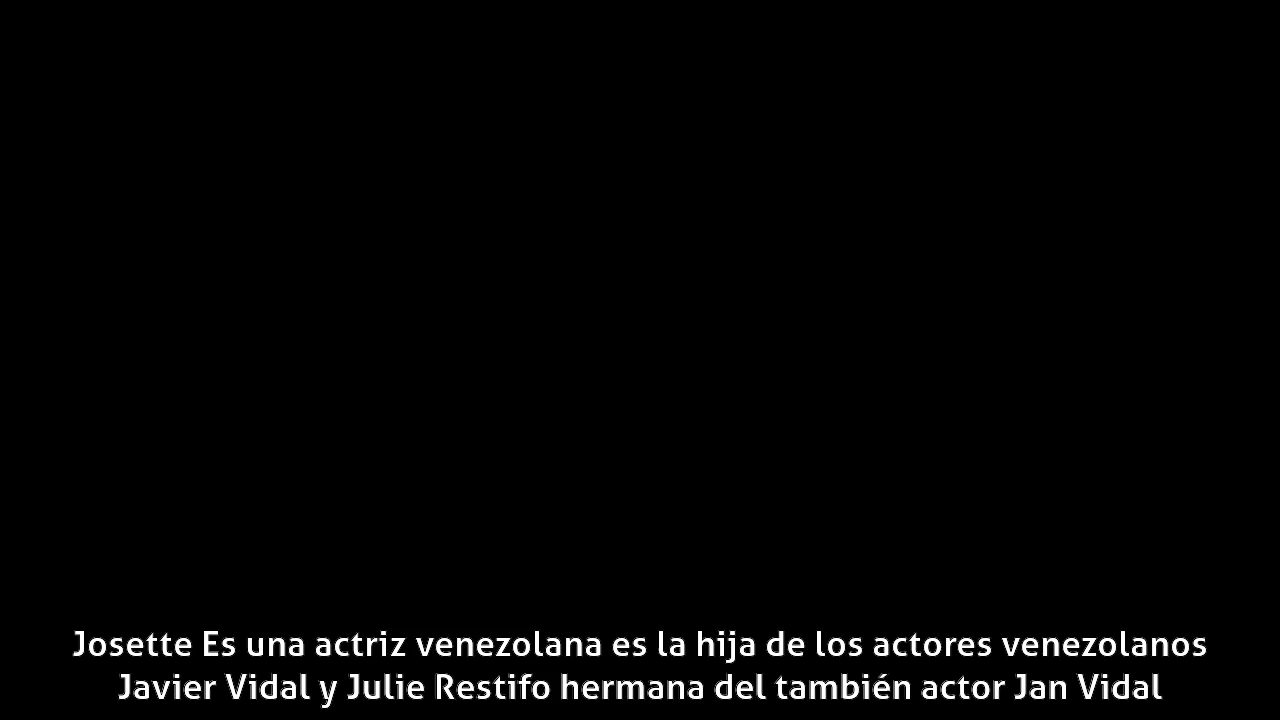 Josette Es una actriz venezolana es la hija de los actores venezolanos
Javier Vidal y Julie Restifo hermana del también actor Jan Vidal